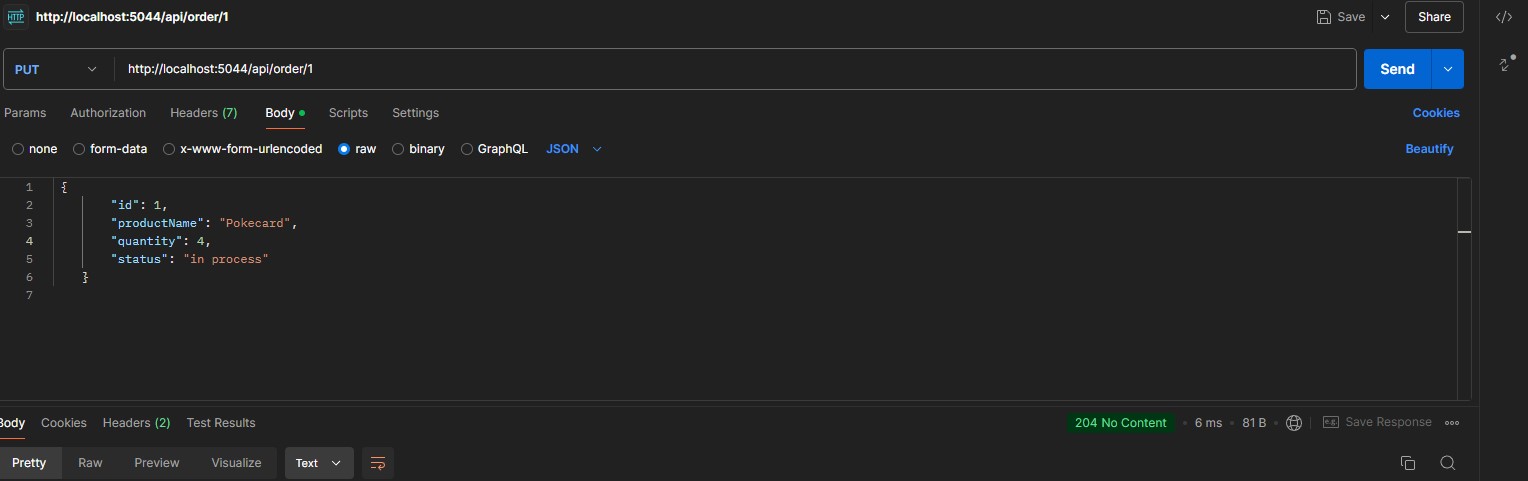 HTTP http://localhost:5044/api/order/1 Save Share
PUT http://localhost:5044/api/order/1 Send
Params Authorization Headers (7) Body Scripts Settings Cookies
none form-data x-www-form-urlencoded raw binary GraphQL JSON Beautify
1 {
2 "id": 1,
3 "productName": "Pokecard",
4 "quantity": 4,
5 "status": "in process"
6 }
7
Body Cookies Headers (2) Test Results 204 No Content 6 ms 81 B e.g. Save Response
Pretty Raw Preview Visualize Text